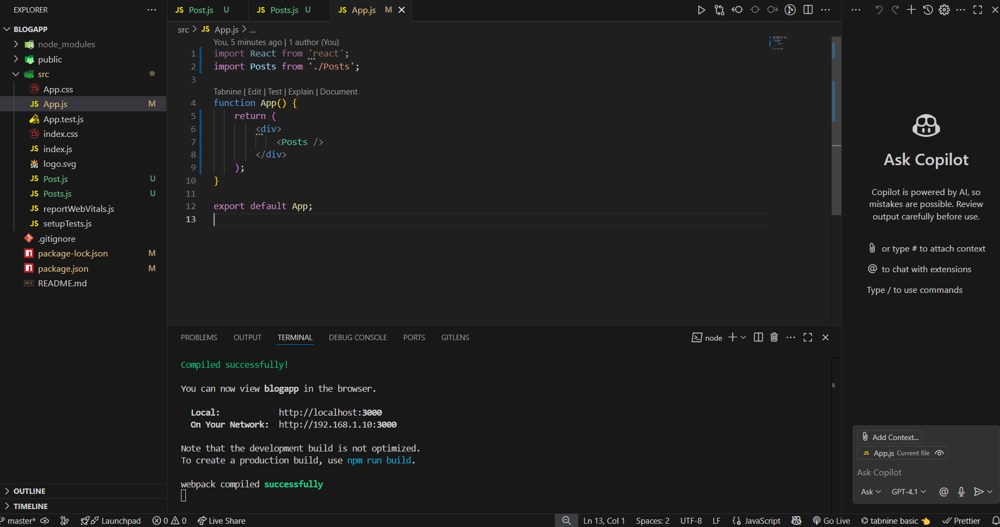 EXPLORER
BLOGAPP
node_modules
public
src
App.css
App.js M
App.test.js
index.css
index.js
logo.svg
Post.js U
Posts.js U
reportWebVitals.js
setupTests.js
.gitignore
package-lock.json M
package.json M
README.md
OUTLINE
TIMELINE
JS Post.js U JS Posts.js U JS App.js M
src > JS App.js > ...
You, 5 minutes ago | 1 author (You)
1 import React from 'react';
2 import Posts from './Posts';
3
Tabnine | Edit | Test | Explain | Document
4 function App() {
5 return (
6 <div>
7 <Posts />
8 </div>
9 );
10 }
11
12 export default App;
13
PROBLEMS OUTPUT TERMINAL DEBUG CONSOLE PORTS GITLENS
node
Compiled successfully!
You can now view blogapp in the browser.
Local: http://localhost:3000
On Your Network: http://192.168.1.10:3000
Note that the development build is not optimized.
To create a production build, use npm run build.
webpack compiled successfully
Ask Copilot
Copilot is powered by AI, so
mistakes are possible. Review
output carefully before use.
or type # to attach context
@ to chat with extensions
Type / to use commands
Add Context...
JS App.js Current file
Ask Copilot
Ask GPT-4.1 @
master* Launchpad 0 0 Live Share Ln 13, Col 1 Spaces: 2 UTF-8 LF {} JavaScript Go Live tabnine basic Prettier